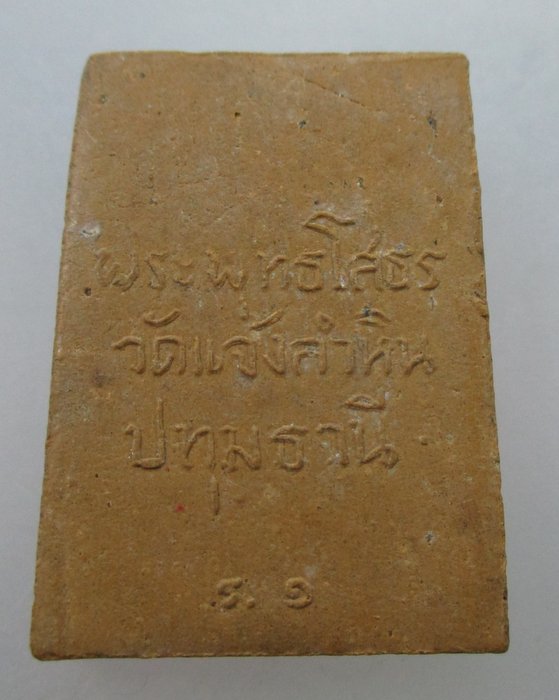 พระพุทธโสธร
วัดแจ้งลำหิน
ปทุมธานี
ร. ๑